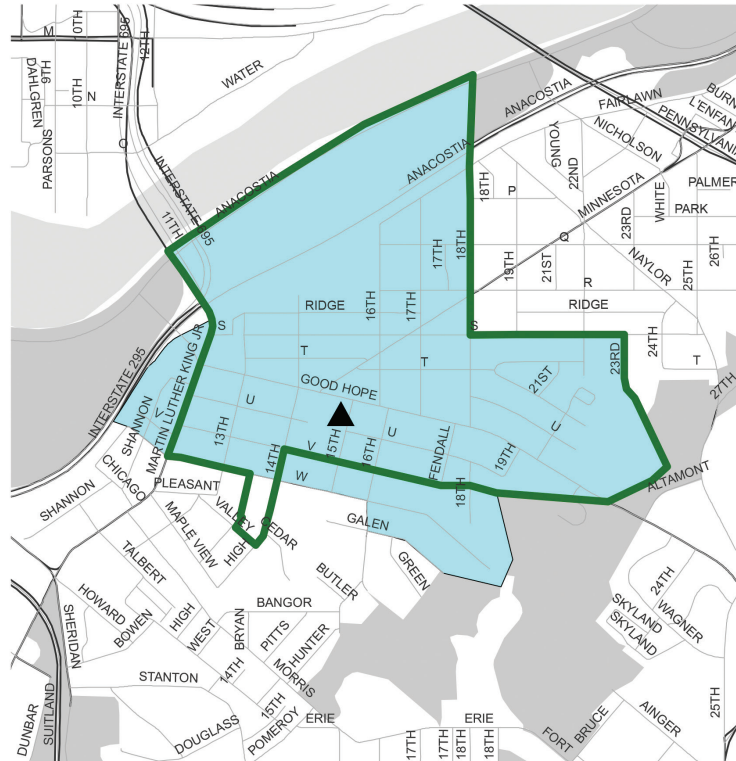 M
10TH
12TH
INTERSTATE 695
DAHLGREN
9TH
10TH
N
PARSONS
O
WATER
INTERSTATE 695
11TH
ANACOSTIA
ANACOSTIA
ANACOSTIA
FAIRLAWN
BURN
L'ENFAN
PENNSYLVANIA
NICHOLSON
YOUNG
22ND
MINNESOTA
18TH
P
WHITE
PALMER
PARK
23RD
Q
19TH
21ST
R
NAYLOR
25TH
26TH
17TH
18TH
16TH
17TH
RIDGE
RIDGE
S
S
T
T
24TH
T
23RD
27TH
INTERSTATE 295
MARTIN LUTHER KING JR
SHANNON
V
GOOD HOPE
21ST
U
U
U
13TH
14TH
V
15TH
16TH
FENDALL
19TH
18TH
W
ALTAMONT
SHANNON
CHICAGO
PLEASANT
VALLEY
CEDAR
HIGH
MAPLE VIEW
GALEN
GREEN
BUTLER
TALBERT
HOWARD
BOWEN
HIGH
WEST
BRYAN
BANGOR
PITTS
HUNTER
MORRIS
SHERIDAN
STANTON
14TH
15TH
POMEROY
DOUGLASS
DUNBAR
SUITLAND
ERIE
ERIE
17TH
17TH
18TH
18TH
FORT
BRUCE
AINGER
25TH
24TH
WAGNER
SKYLAND
SKYLAND